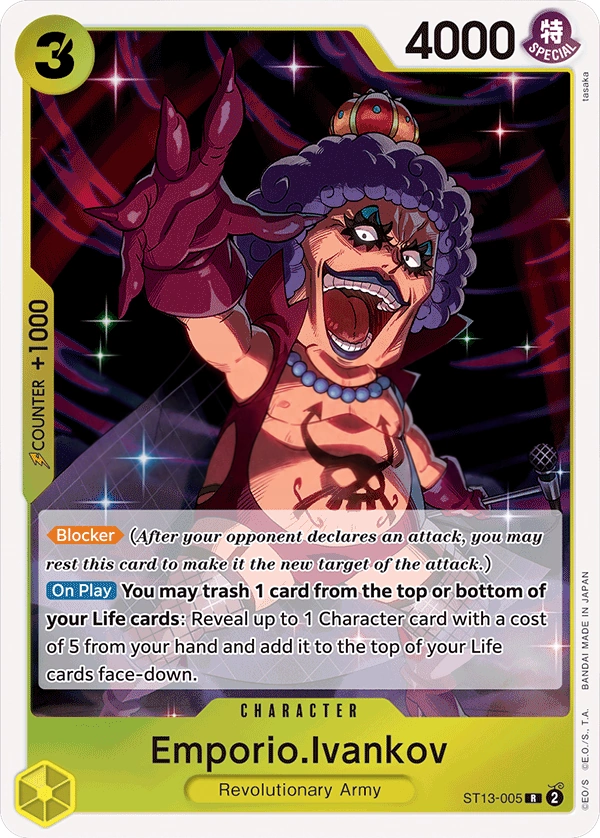 3
4000
特
SPECIAL
tasaka
COUNTER +1000
Blocker (After your opponent declares an attack, you may
rest this card to make it the new target of the attack.)
On Play You may trash 1 card from the top or bottom of
your Life cards: Reveal up to 1 Character card with a cost
of 5 from your hand and add it to the top of your Life
cards face-down.
CHARACTER
Emporio.Ivankov
Revolutionary Army
ST13-005 R 2
©EO/S ©E.O./S., T.A. BANDAI MADE IN JAPAN